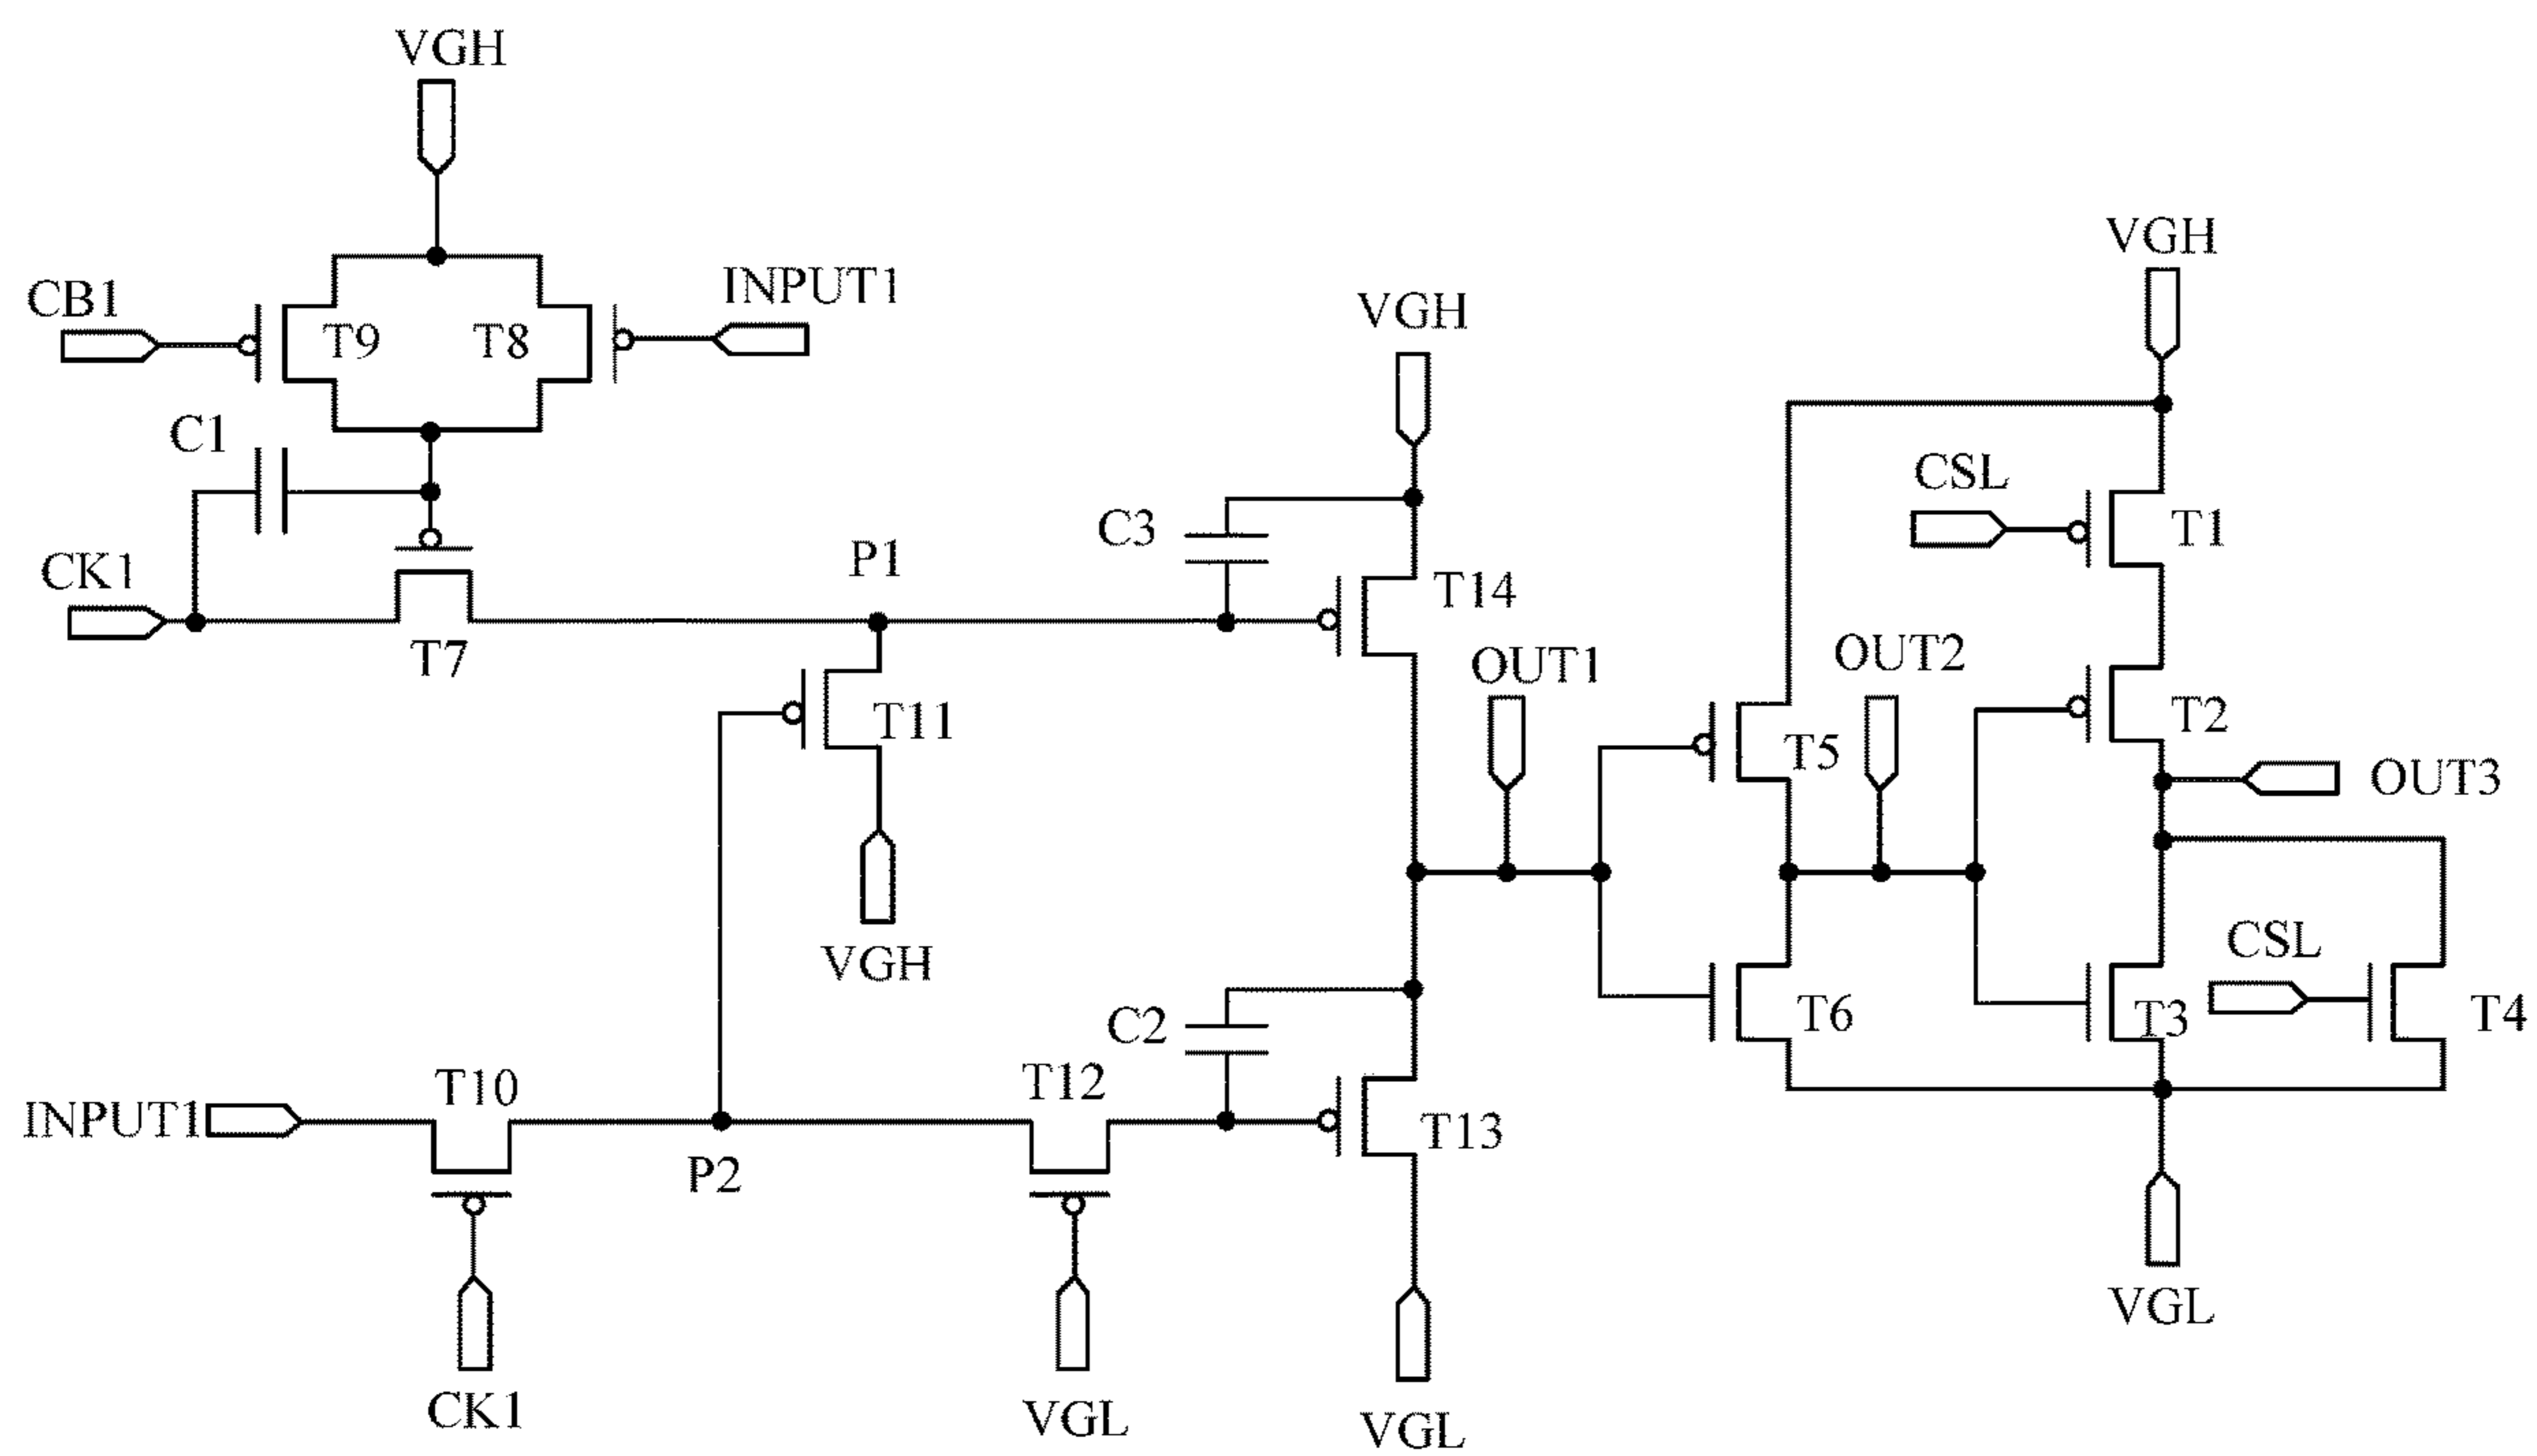 VGH
VGH
CB1
INPUT1
T9
T8
VGH
C1
CSL
T1
C3
P1
CK1
T14
T7
OUT1
OUT2
T11
T2
T5
OUT3
CSL
VGH
C2
T6
T3
T4
T12
T10
INPUT1
T13
P2
VGL
CK1
VGL
VGL